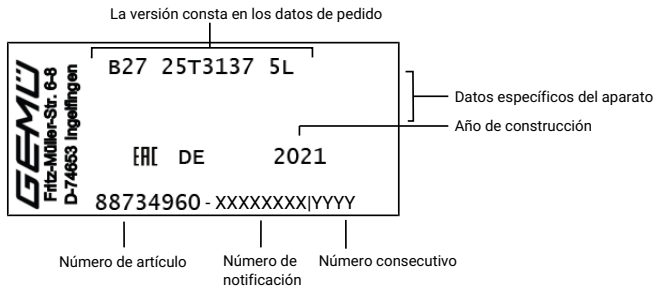 La versión consta en los datos de pedido
B27 25T3137 5L
GEMÜ
Fritz-Müller-Str. 6-8
D-74653 Ingelfingen
Datos específicos del aparato
Año de construcción
EAC DE 2021
88734960-XXXXXXXX|YYYY
Número de artículo
Número de
notificación
Número consecutivo